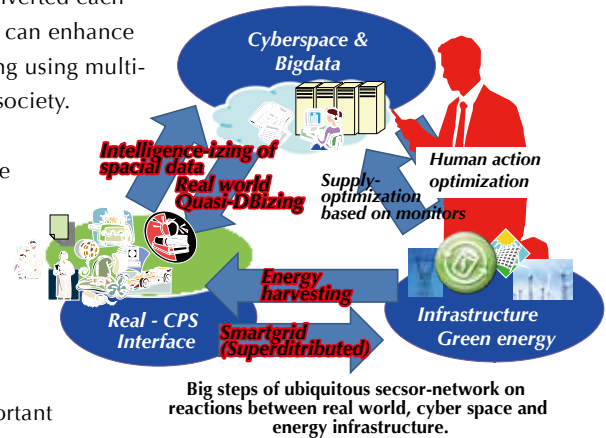 nverted each
can enhance
ng using multi-
society.
e
ortant
Cyberspace &
Bigdata
Intelligence-izing of
spacial data
Real world
Quasi-DBizing
Supply-
optimization
based on monitors
Human action
optimization
Energy
harvesting
Real - CPS
Interface
Smartgrid
(Superditributed)
Infrastructure
Green energy
Big steps of ubiquitous secsor-network on
reactions between real world, cyber space and
energy infrastructure.